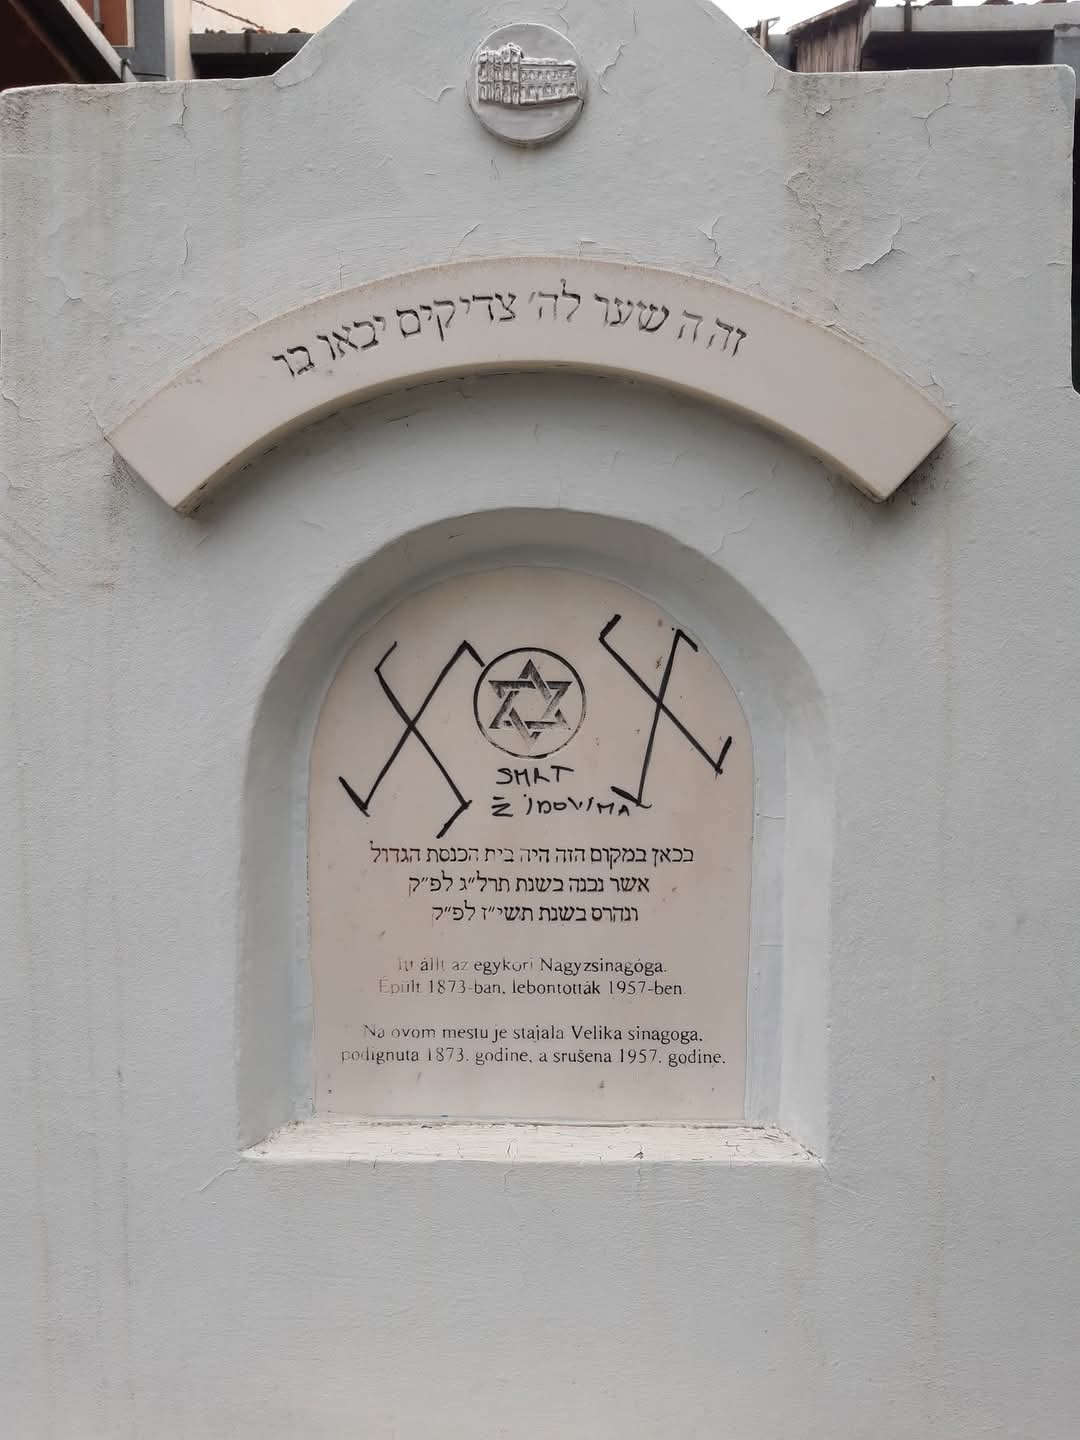 זה ה שער לה׳ צדיקים יבאו בו
SMRT
ŽIDOVIMA
בכאן במקום הזה היה בית הכנסת הגדול
אשר נבנה בשנת תרל״ג לפ״ק
ונהרס בשנת תשי״ז לפ״ק
Itt állt az egykori Nagyzsinagóga.
Épült 1873-ban, lebontották 1957-ben.
Na ovom mestu je stajala Velika sinagoga,
podignuta 1873. godine, a srušena 1957. godine.